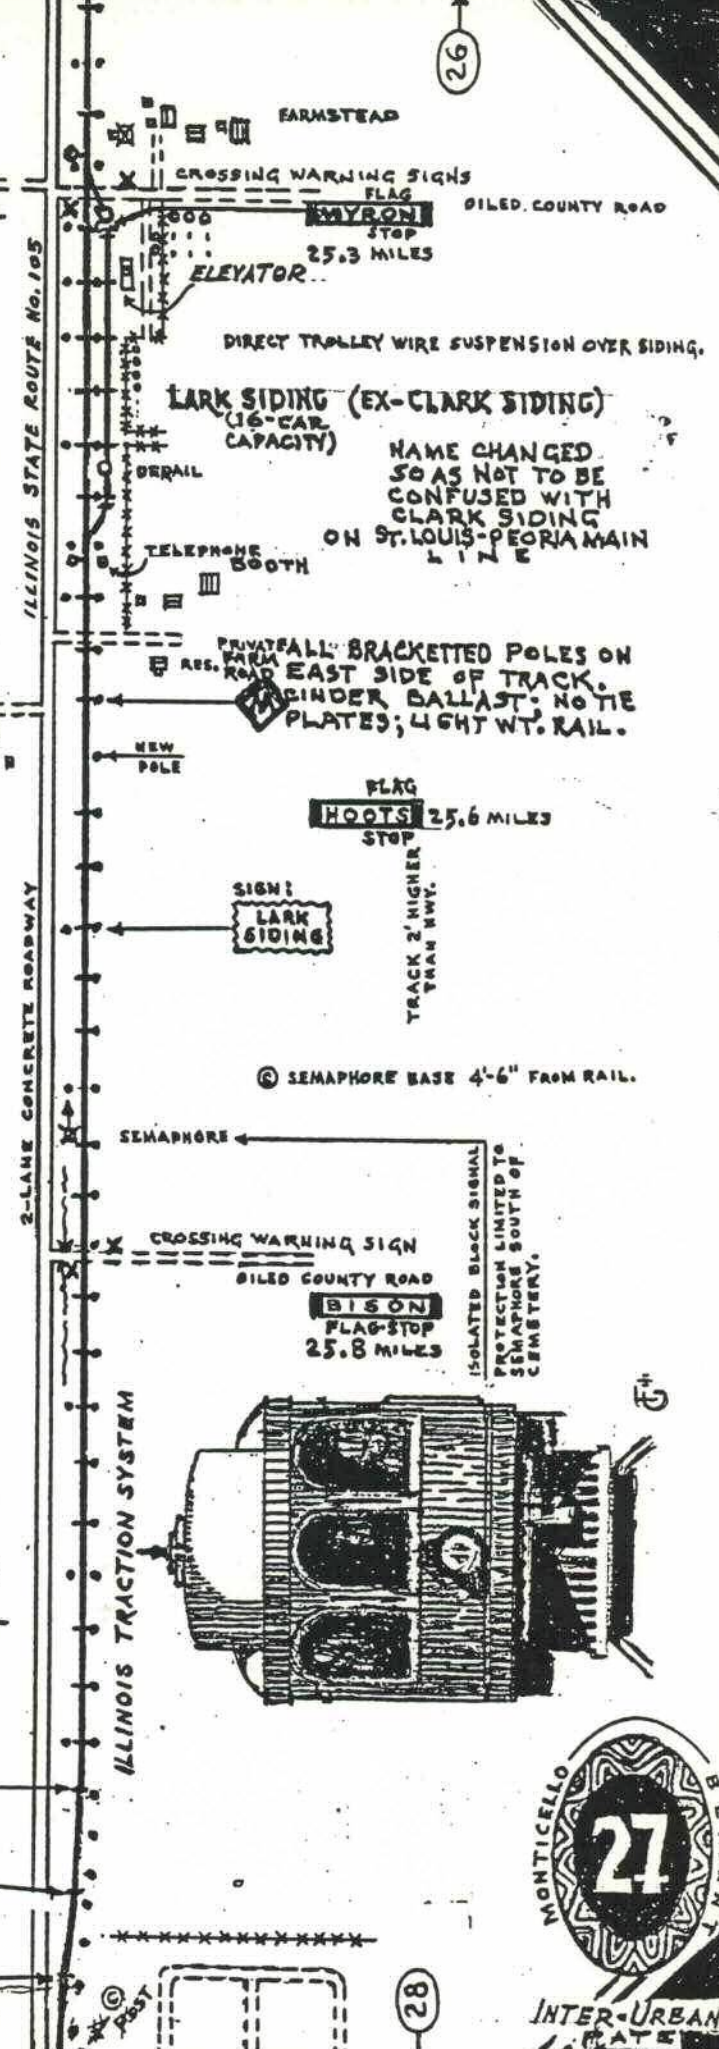 26
FARMSTEAD
CROSSING WARNING SIGNS
FLAG
MYRON
STOP
25.3 MILES
OILED COUNTY ROAD
ELEVATOR
ILLINOIS STATE ROUTE No. 105
DIRECT TROLLEY WIRE SUSPENSION OVER SIDING.
LARK SIDING (EX-CLARK SIDING)
(16-CAR
CAPACITY)
NAME CHANGED
SO AS NOT TO BE
CONFUSED WITH
CLARK SIDING
ON ST. LOUIS-PEORIA MAIN
LINE
DERAIL
TELEPHONE
BOOTH
PRIVATE
FARM
ROAD
RES.
ALL BRACKETTED POLES ON
EAST SIDE OF TRACK.
CINDER BALLAST; NO TIE
PLATES; LIGHT WT. RAIL.
M
NEW
POLE
FLAG
HOOTS 25.6 MILES
STOP
TRACK 2' HIGHER
THAN HWY.
SIGN:
LARK
SIDING
2-LANE CONCRETE ROADWAY
© SEMAPHORE BASE 4'-6" FROM RAIL.
SEMAPHORE
ISOLATED BLOCK SIGNAL
PROTECTION LIMITED TO
SEMAPHORE SOUTH OF
CEMETERY.
CROSSING WARNING SIGN
OILED COUNTY ROAD
BISON
FLAG-STOP
25.8 MILES
ILLINOIS TRACTION SYSTEM
MONTICELLO
27
© POST
28
INTER-URBAN
PLATE